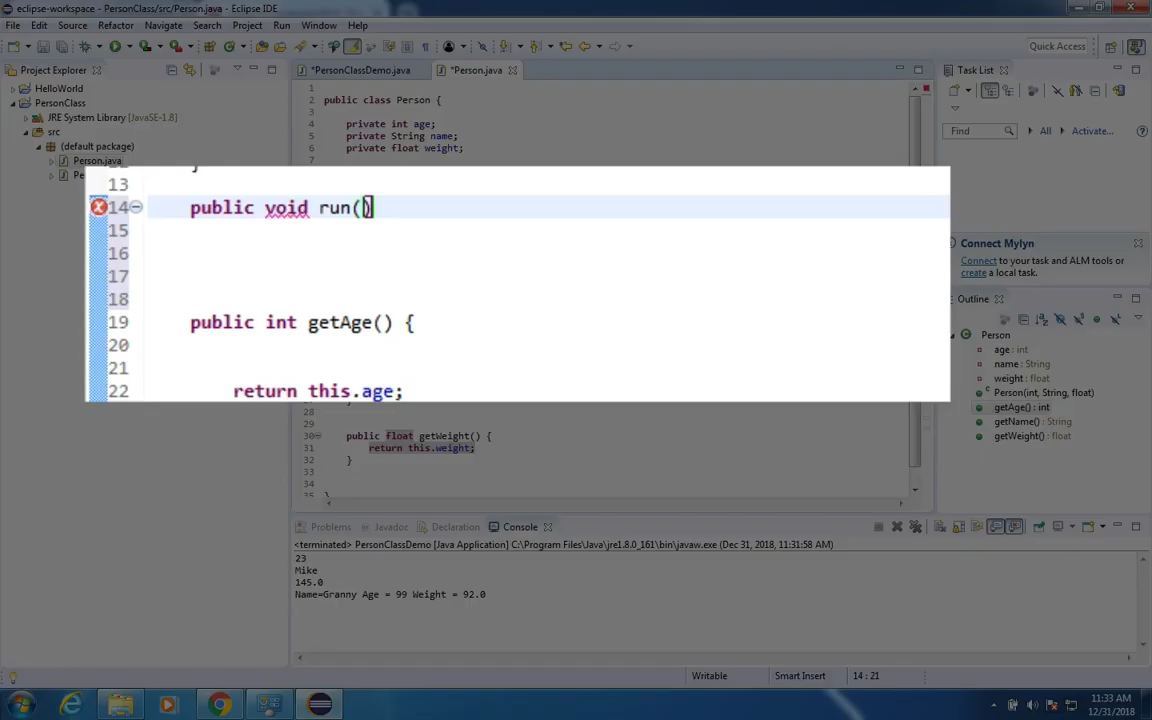 eclipse-workspace - PersonClass/src/Person.java - Eclipse IDE
File Edit Source Refactor Navigate Search Project Run Window Help
Quick Access
Project Explorer
*PersonClassDemo.java
*Person.java
Task List
HelloWorld
PersonClass
JRE System Library [JavaSE-1.8]
src
(default package)
Person.java
Pe
1
2 public class Person {
3
4 private int age;
5 private String name;
6 private float weight;
7
Find All Activate...
}
13
14 public void run()
15
16
17
18
19 public int getAge() {
20
21
22 return this.age;
28
29
30 public float getWeight() {
31 return this.weight;
32 }
33
34
35 }
Connect Mylyn
Connect to your task and ALM tools or
create a local task.
Outline
Person
age : int
name : String
weight : float
Person(int, String, float)
getAge() : int
getName() : String
getWeight() : float
Problems Javadoc Declaration Console
<terminated> PersonClassDemo [Java Application] C:\Program Files\Java\jre1.8.0_161\bin\javaw.exe (Dec 31, 2018, 11:31:58 AM)
23
Mike
145.0
Name=Granny Age = 99 Weight = 92.0
Writable Smart Insert 14 : 21
11:33 AM
12/31/2018